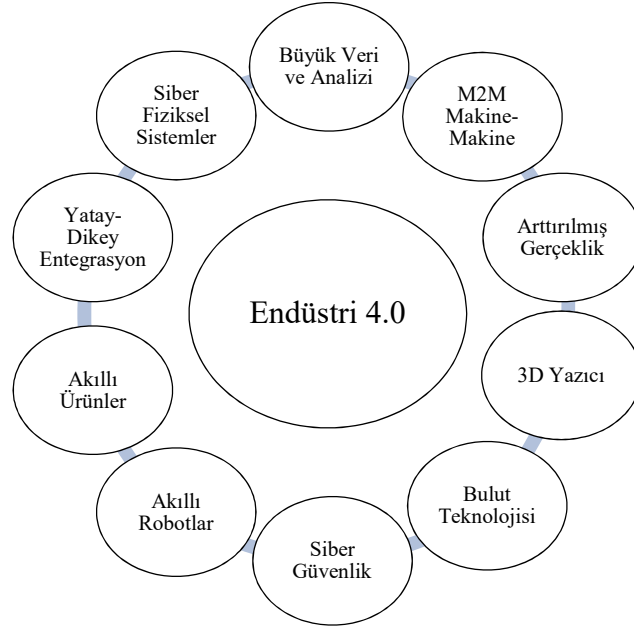 Büyük Veri
ve Analizi
M2M
Makine-
Makine
Arttırılmış
Gerçeklik
3D Yazıcı
Bulut
Teknolojisi
Siber
Güvenlik
Akıllı
Robotlar
Akıllı
Ürünler
Yatay-
Dikey
Entegrasyon
Siber
Fiziksel
Sistemler
Endüstri 4.0